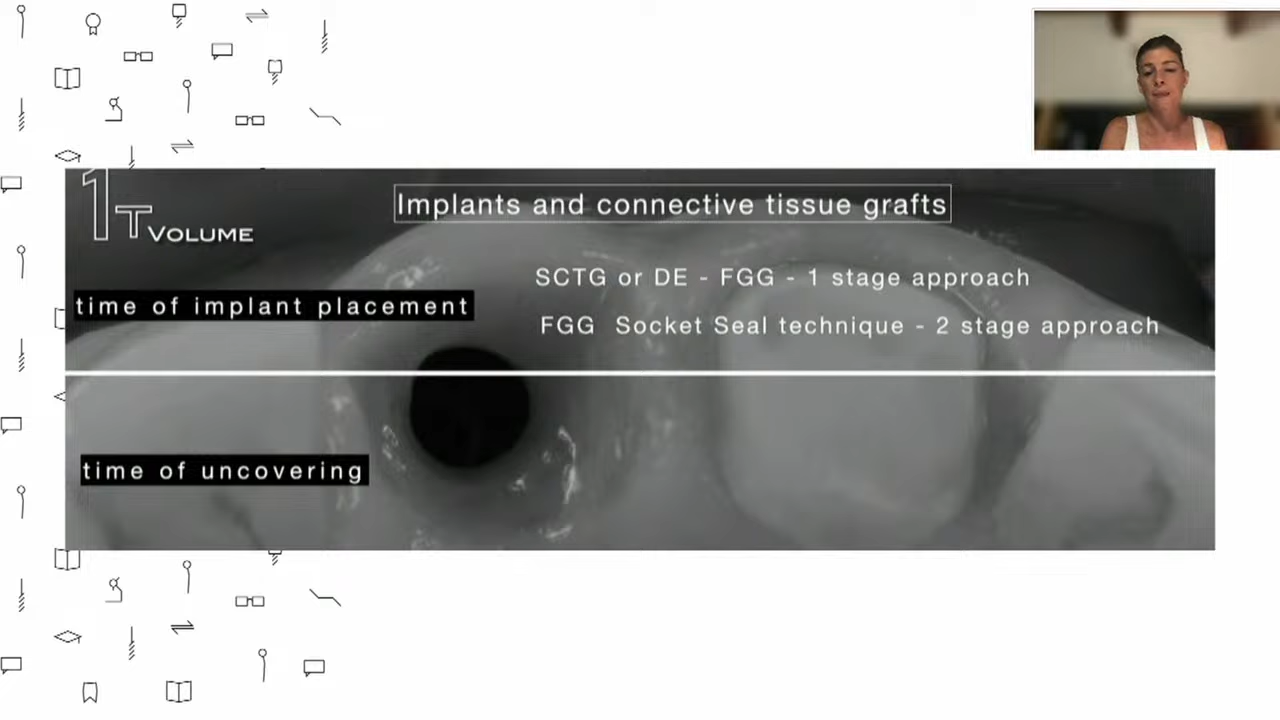 1T VOLUME
Implants and connective tissue grafts
time of implant placement
SCTG or DE - FGG - 1 stage approach
FGG Socket Seal technique - 2 stage approach
time of uncovering